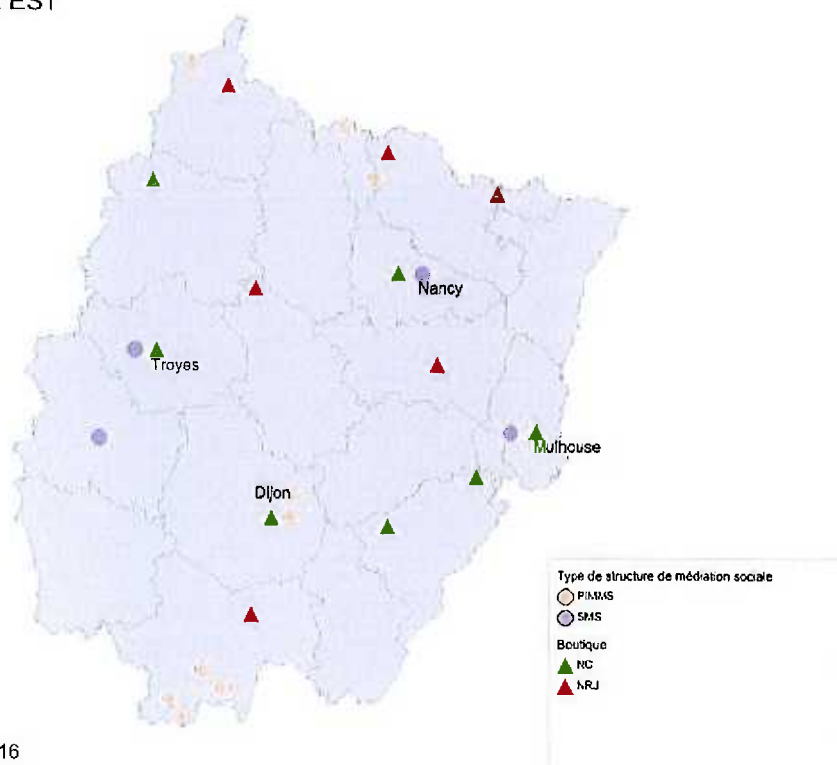 EST
Nancy
Troyes
Mulhouse
Dijon
Type de structure de médiation sociale
PIMMS
SMS
Boutique
NC
NRJ
16